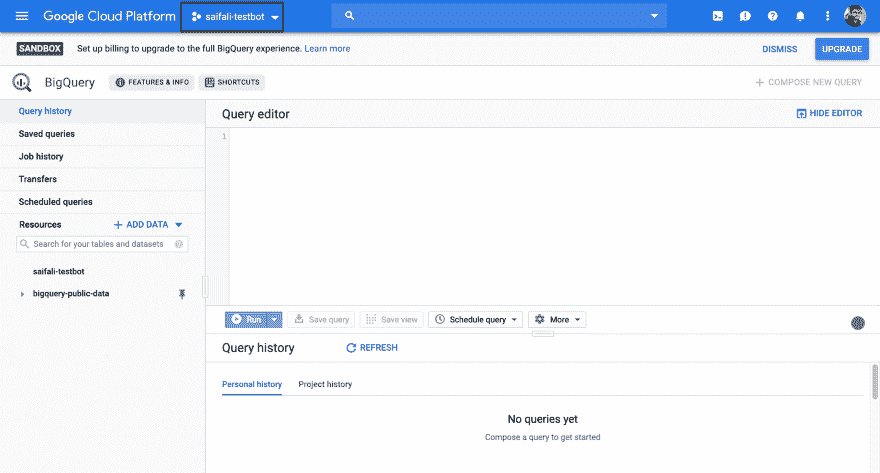 Google Cloud Platform saifali-testbot
SANDBOX Set up billing to upgrade to the full BigQuery experience. Learn more DISMISS UPGRADE
BigQuery FEATURES & INFO SHORTCUTS + COMPOSE NEW QUERY
Query history
Saved queries
Job history
Transfers
Scheduled queries
Resources + ADD DATA
Search for your tables and datasets
saifali-testbot
bigquery-public-data
Query editor HIDE EDITOR
1
Run Save query Save view Schedule query More
Query history REFRESH
Personal history Project history
No queries yet
Compose a query to get started